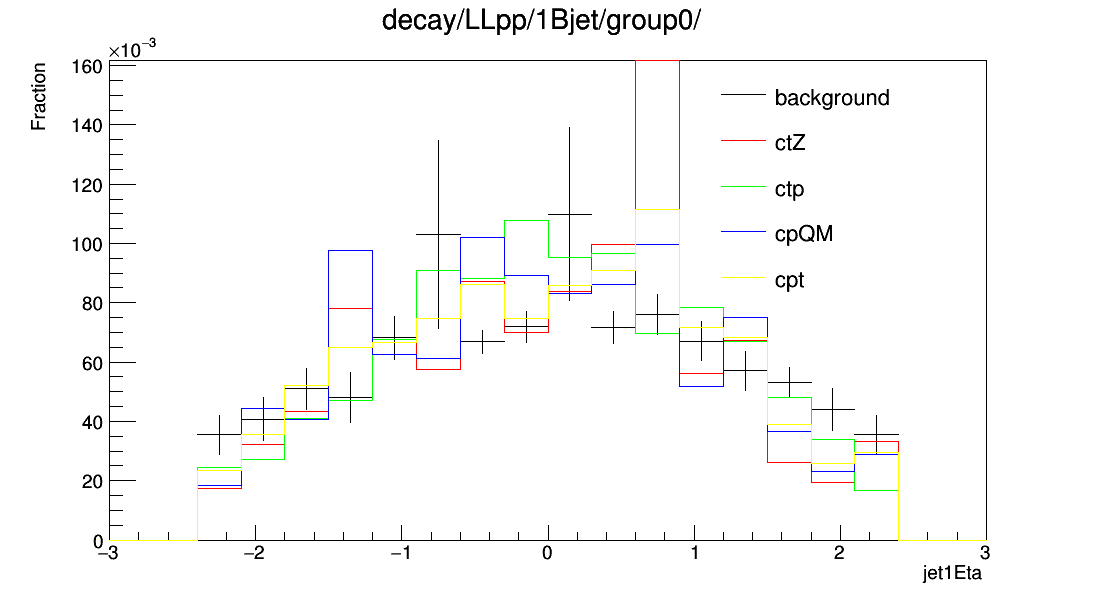 decay/LLpp/1Bjet/group0/
×10⁻³
Fraction
160
140
120
100
80
60
40
20
0
background
ctZ
ctp
cpQM
cpt
−3 −2 −1 0 1 2 3
jet1Eta